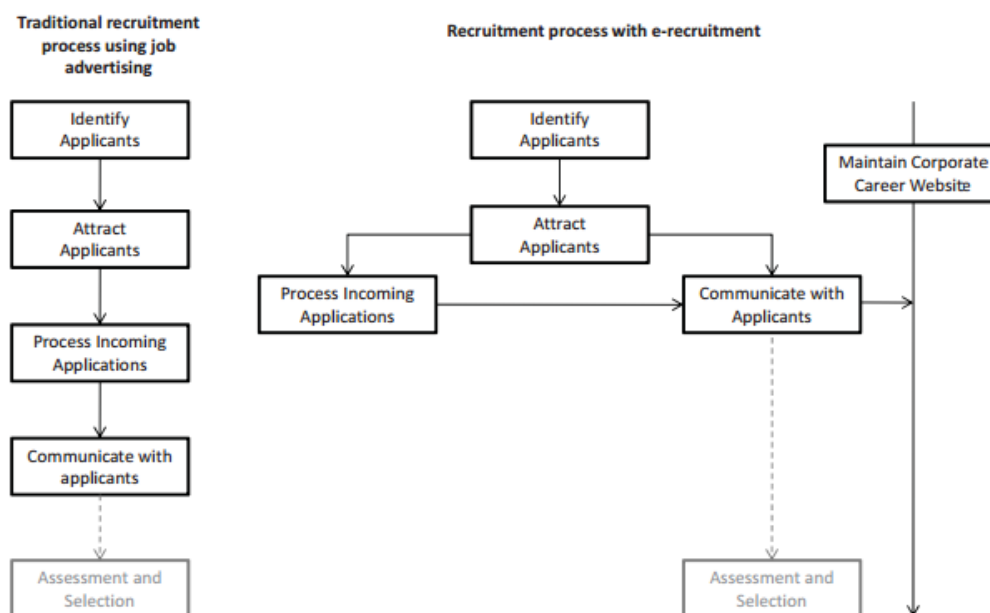 Traditional recruitment
process using job
advertising
Identify
Applicants
Attract
Applicants
Process Incoming
Applications
Communicate with
applicants
Assessment and
Selection
Recruitment process with e-recruitment
Identify
Applicants
Attract
Applicants
Process Incoming
Applications
Communicate with
Applicants
Assessment and
Selection
Maintain Corporate
Career Website